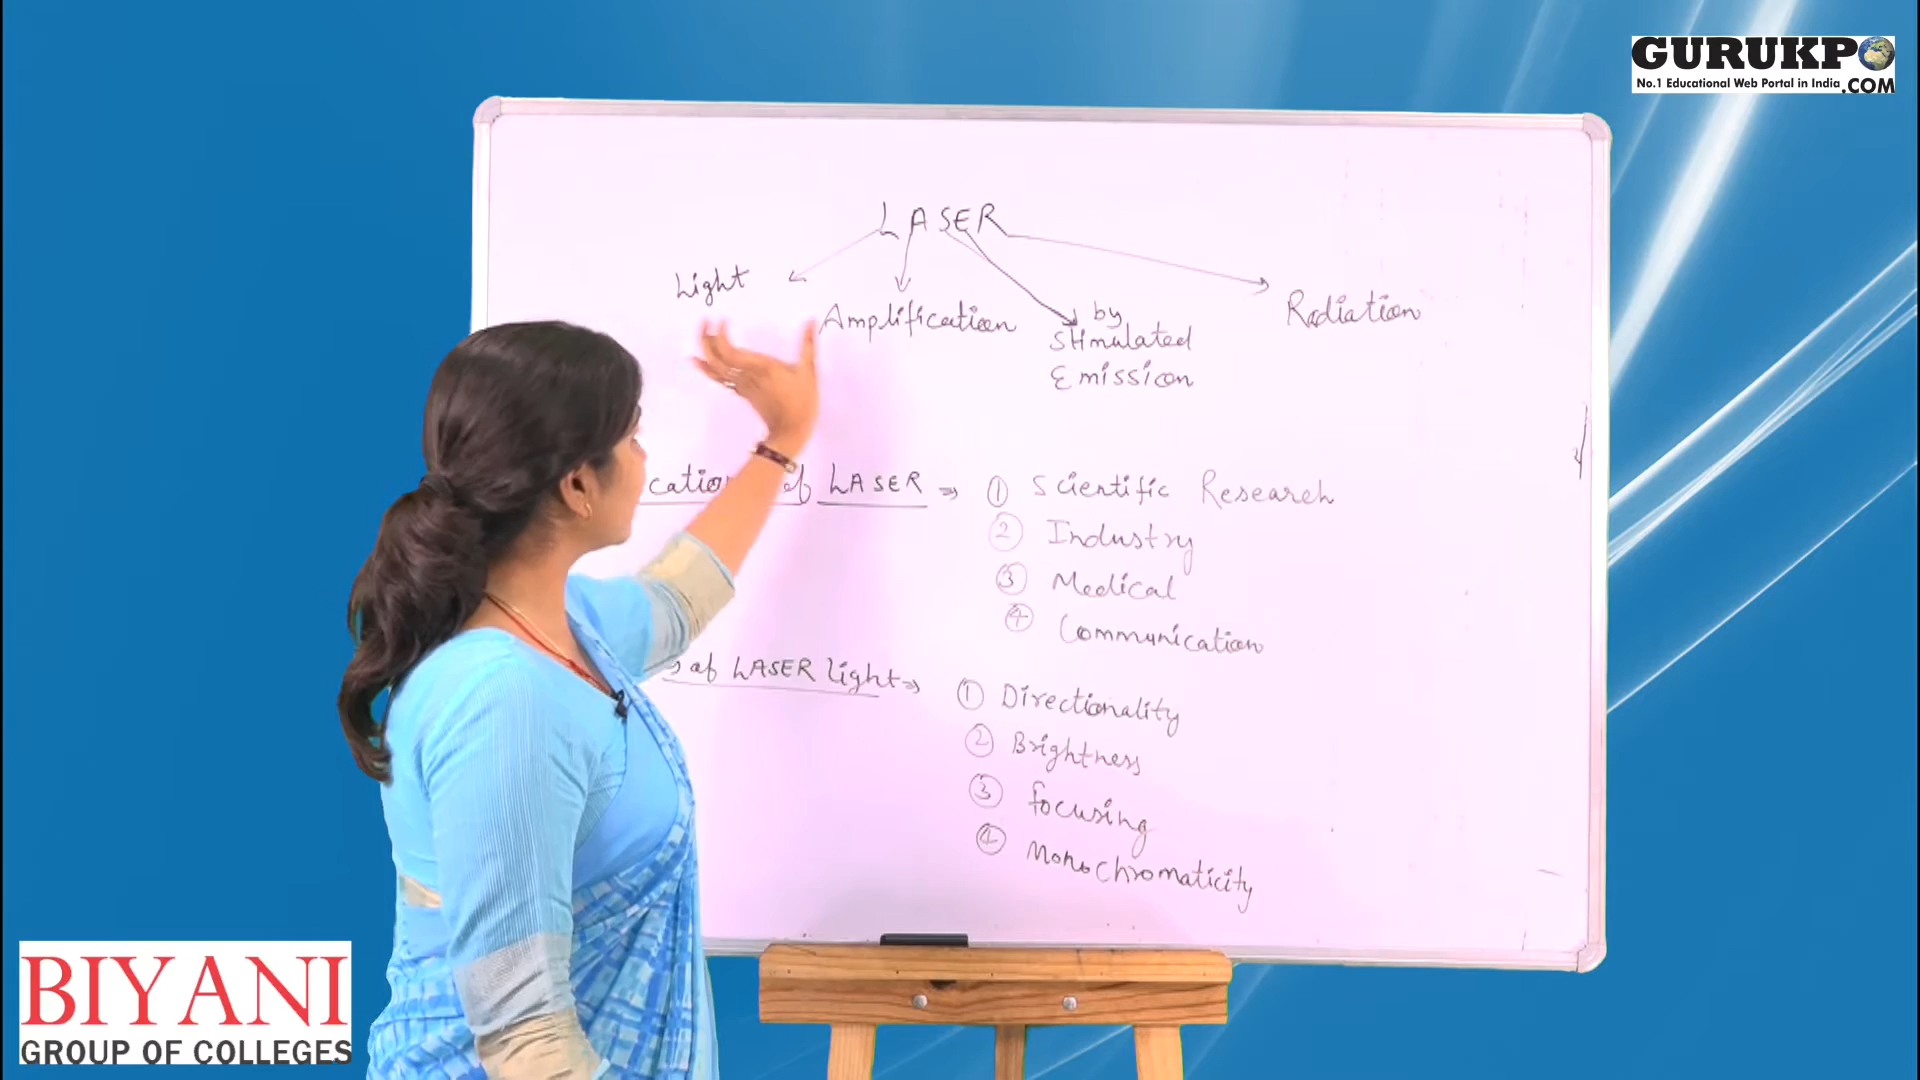 GURUKPO
No.1 Educational Web Portal in India .COM
LASER
Light
Amplification
by
Stimulated
Emission
Radiation
cation of LASER ⇒ ① Scientific Research
② Industry
③ Medical
④ Communication
s of LASER light ⇒ ① Directionality
② Brightness
③ focusing
④ Monochromaticity
BIYANI
GROUP OF COLLEGES